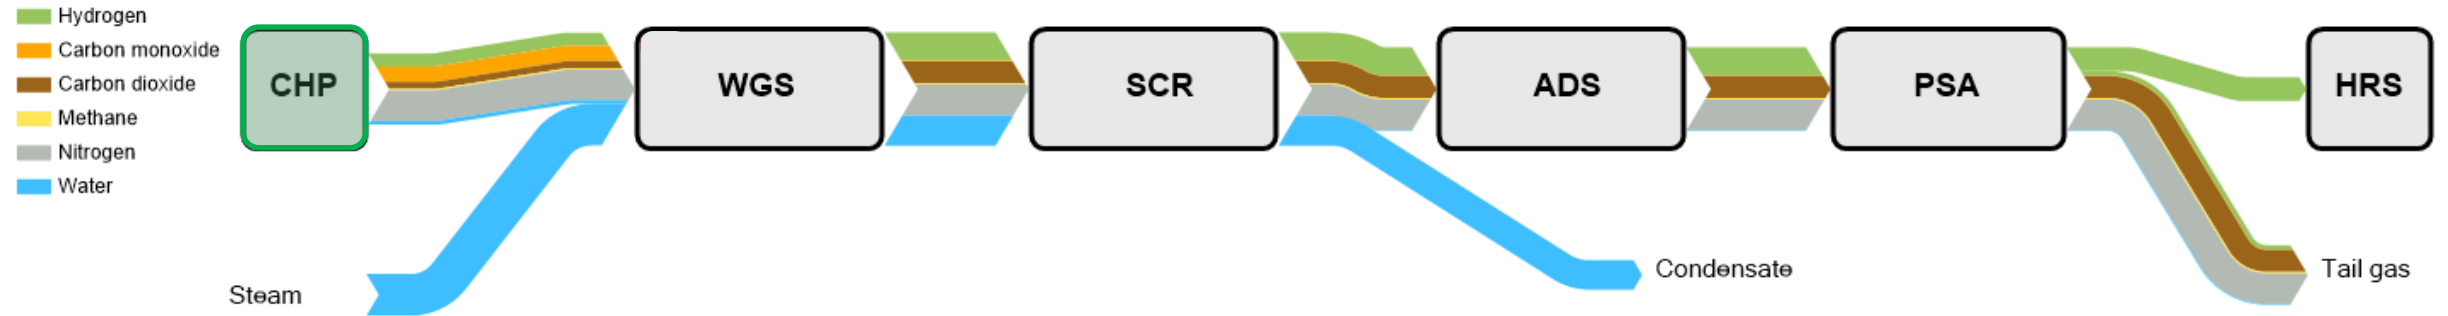 Hydrogen
Carbon monoxide
Carbon dioxide
Methane
Nitrogen
Water
CHP
WGS
SCR
ADS
PSA
HRS
Steam
Condensate
Tail gas